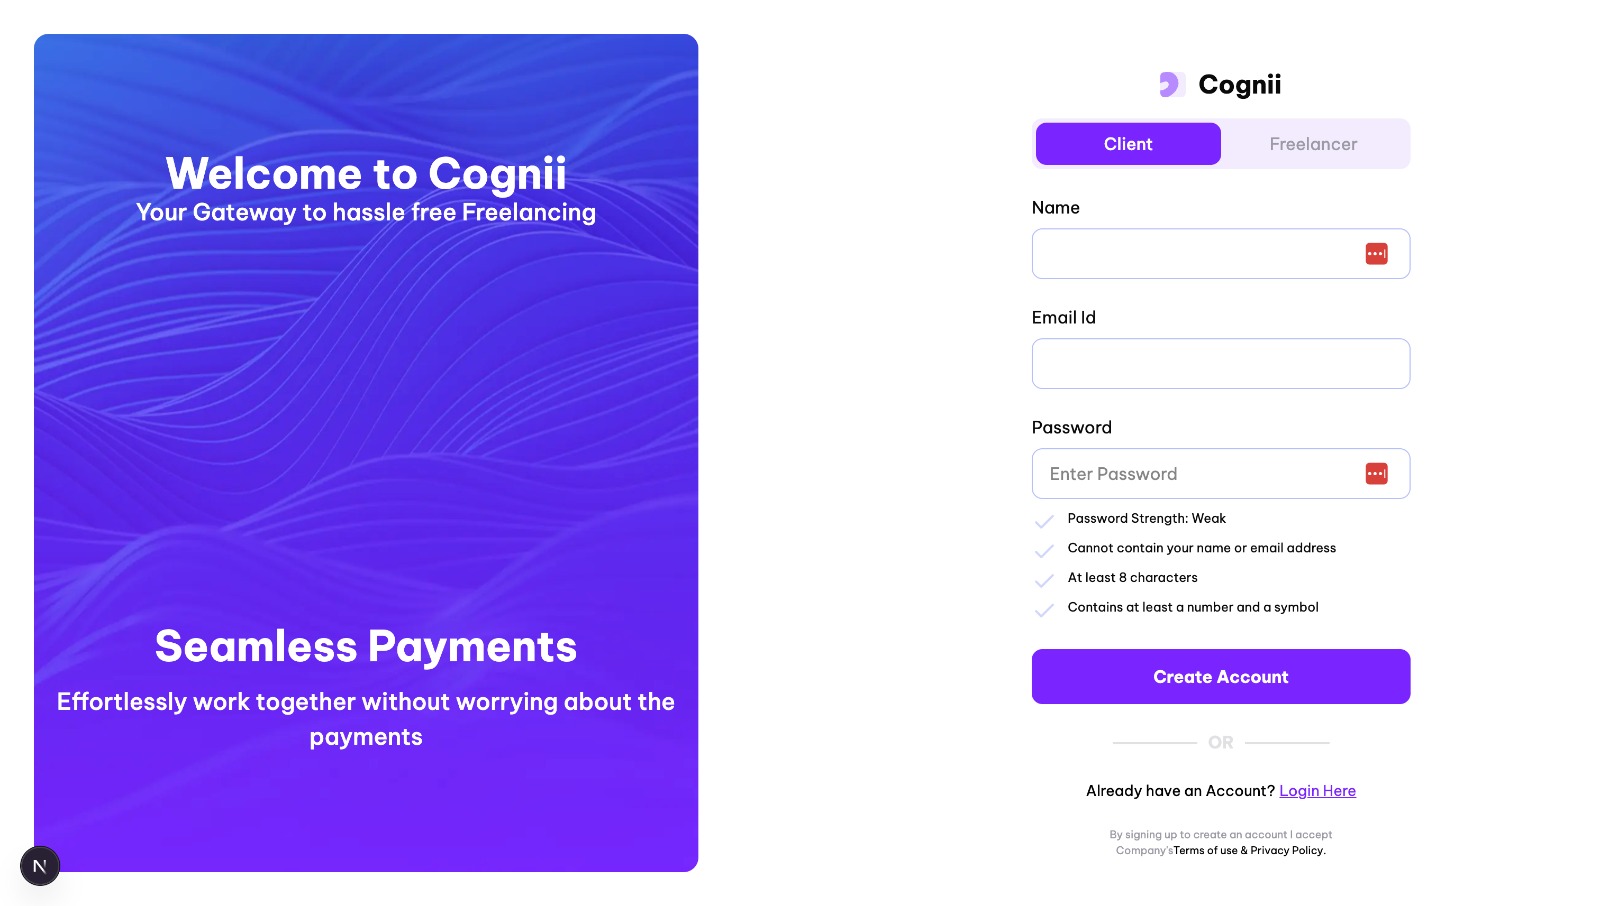 Welcome to Cognii
Your Gateway to hassle free Freelancing
Seamless Payments
Effortlessly work together without worrying about the
payments
N
Cognii
Client
Freelancer
Name
Email Id
Password
Enter Password
Password Strength: Weak
Cannot contain your name or email address
At least 8 characters
Contains at least a number and a symbol
Create Account
OR
Already have an Account? Login Here
By signing up to create an account I accept
Company'sTerms of use & Privacy Policy.